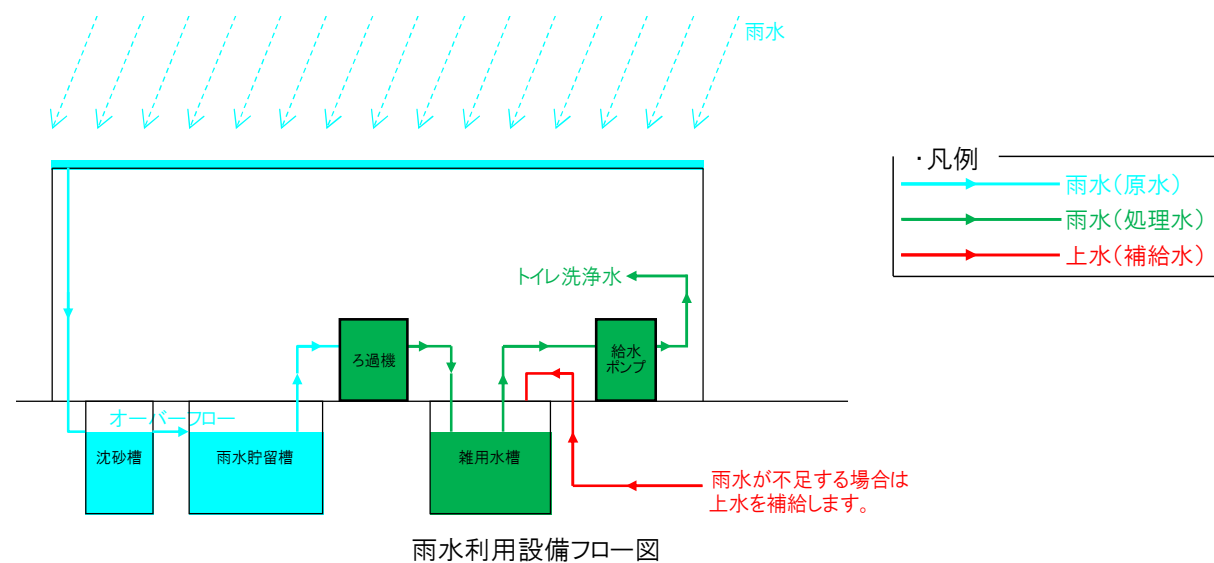 雨水
・凡例
雨水(原水)
雨水(処理水)
上水(補給水)
トイレ洗浄水
ろ過機
給水
ポンプ
オーバーフロー
沈砂槽
雨水貯留槽
雑用水槽
雨水が不足する場合は
上水を補給します。
雨水利用設備フロー図